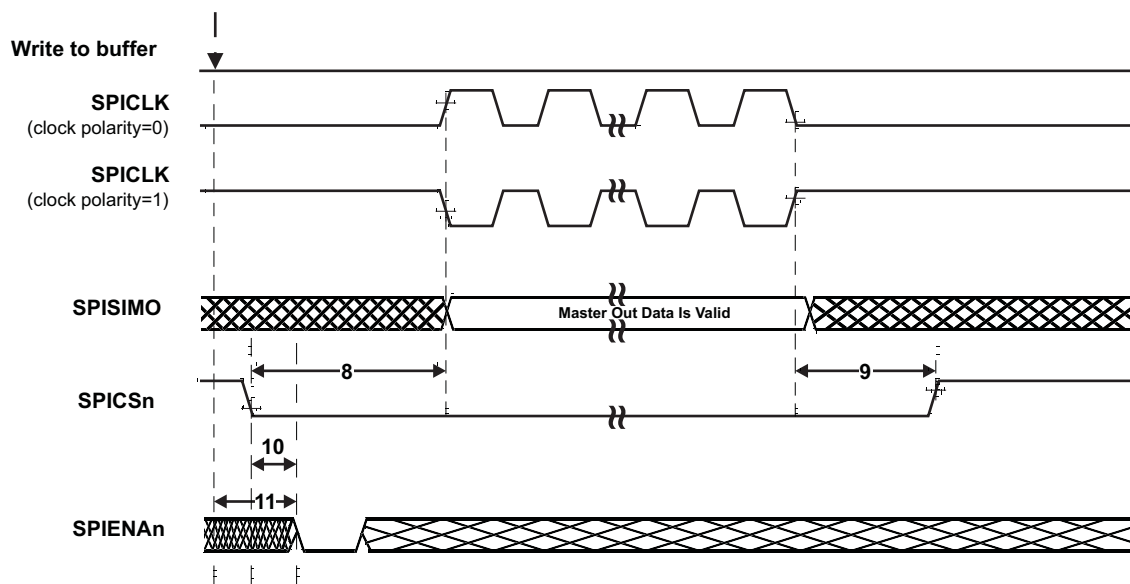 Write to buffer
SPICLK
(clock polarity=0)
SPICLK
(clock polarity=1)
SPISIMO
Master Out Data Is Valid
8
9
SPICSn
10
11
SPIENAn